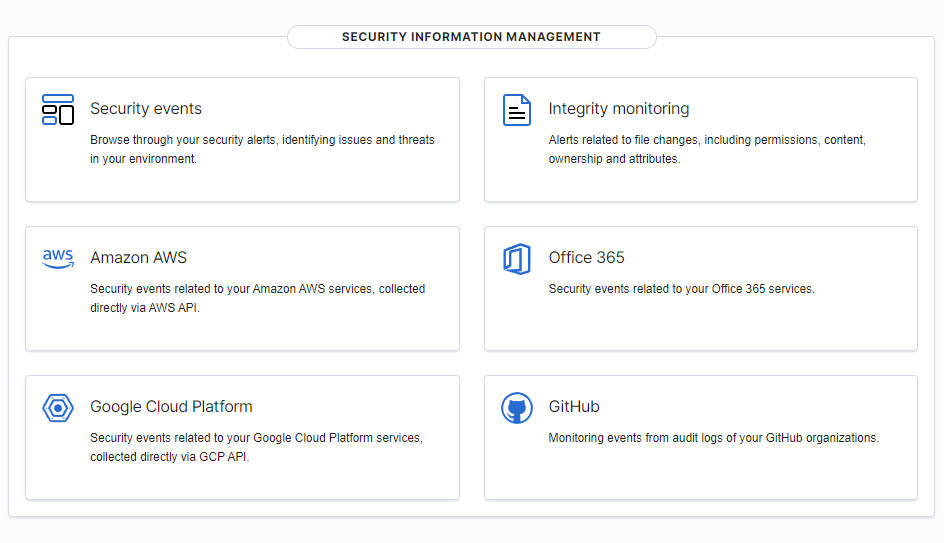 SECURITY INFORMATION MANAGEMENT
Security events
Browse through your security alerts, identifying issues and threats
in your environment.
Integrity monitoring
Alerts related to file changes, including permissions, content,
ownership and attributes.
aws
Amazon AWS
Security events related to your Amazon AWS services, collected
directly via AWS API.
Office 365
Security events related to your Office 365 services.
Google Cloud Platform
Security events related to your Google Cloud Platform services,
collected directly via GCP API.
GitHub
Monitoring events from audit logs of your GitHub organizations.